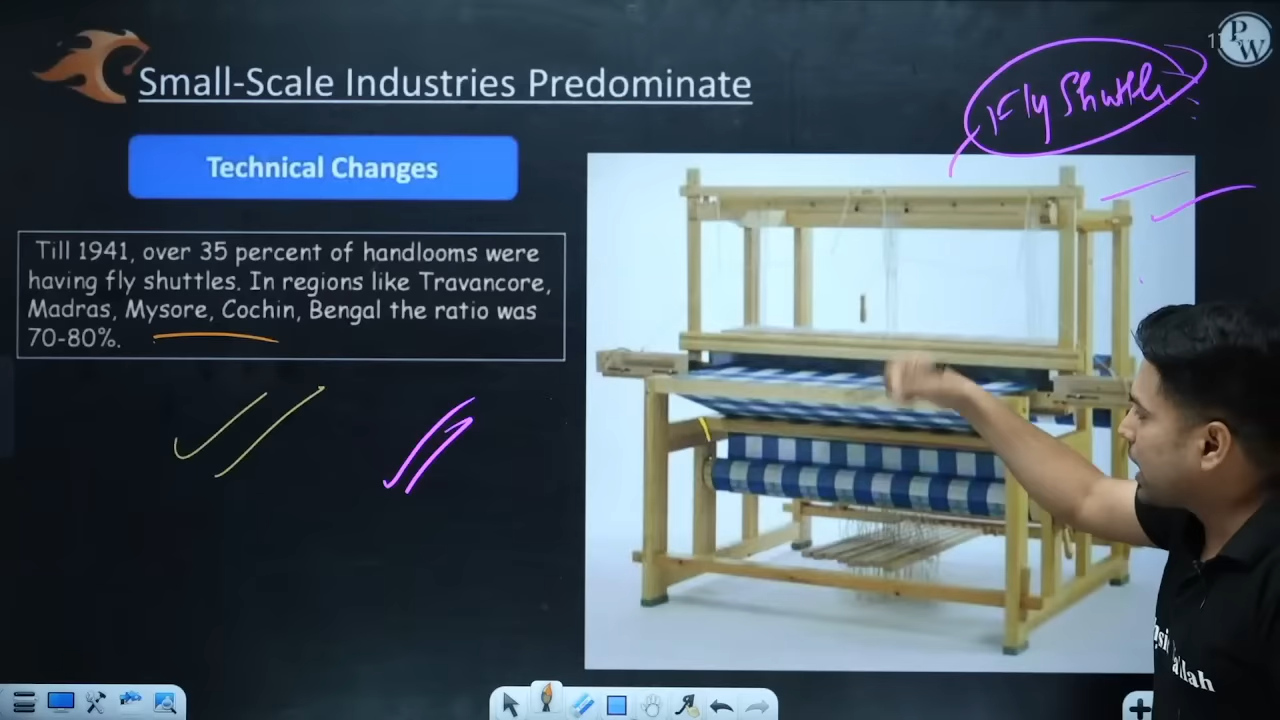 Small-Scale Industries Predominate
Fly Shuttle
P
W
Technical Changes
Till 1941, over 35 percent of handlooms were
having fly shuttles. In regions like Travancore,
Madras, Mysore, Cochin, Bengal the ratio was
70-80%.